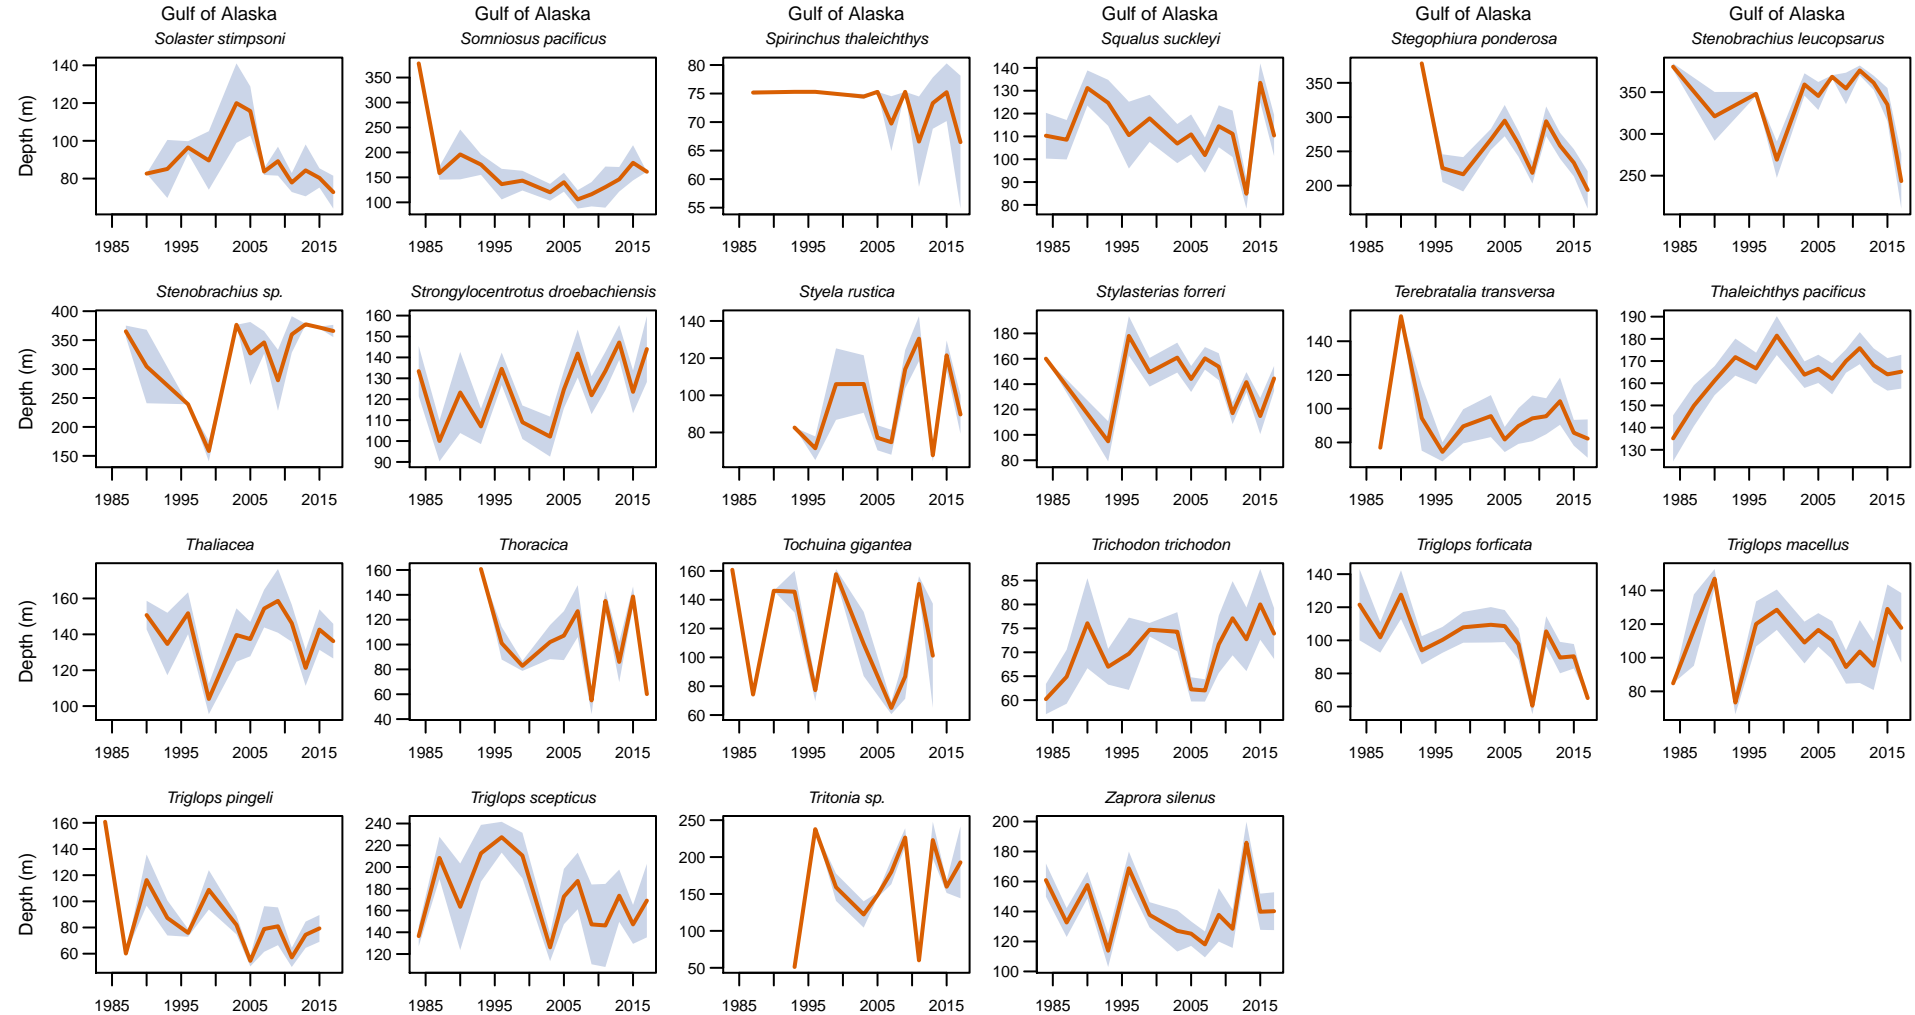 Gulf of Alaska Gulf of Alaska Gulf of Alaska Gulf of Alaska Gulf of Alaska Gulf of Alaska
Solaster stimpsoni Somniosus pacificus Spirinchus thaleichthys Squalus suckleyi Stegophiura ponderosa Stenobrachius leucopsarus
Depth (m)
140 120 100 80
350 300 250 200 150 100
80 75 70 65 60 55
140 130 120 110 100 90 80
350 300 250 200
350 300 250
1985 1995 2005 2015 1985 1995 2005 2015 1985 1995 2005 2015 1985 1995 2005 2015 1985 1995 2005 2015 1985 1995 2005 2015
Stenobrachius sp. Strongylocentrotus droebachiensis Styela rustica Stylasterias forreri Terebratalia transversa Thaleichthys pacificus
Depth (m)
400 350 300 250 200 150
160 150 140 130 120 110 100 90
140 120 100 80
180 160 140 120 100 80
140 120 100 80
190 180 170 160 150 140 130
1985 1995 2005 2015 1985 1995 2005 2015 1985 1995 2005 2015 1985 1995 2005 2015 1985 1995 2005 2015 1985 1995 2005 2015
Thaliacea Thoracica Tochuina gigantea Trichodon trichodon Triglops forficata Triglops macellus
Depth (m)
160 140 120 100
160 140 120 100 80 60 40
160 140 120 100 80 60
85 80 75 70 65 60
140 120 100 80 60
140 120 100 80
1985 1995 2005 2015 1985 1995 2005 2015 1985 1995 2005 2015 1985 1995 2005 2015 1985 1995 2005 2015 1985 1995 2005 2015
Triglops pingeli Triglops scepticus Tritonia sp. Zaprora silenus
Depth (m)
160 140 120 100 80 60
240 220 200 180 160 140 120
250 200 150 100 50
200 180 160 140 120 100
1985 1995 2005 2015 1985 1995 2005 2015 1985 1995 2005 2015 1985 1995 2005 2015